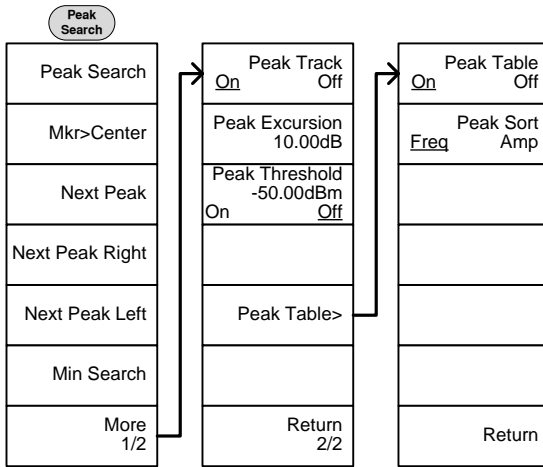 Peak
Search
Peak Search
Mkr>Center
Next Peak
Next Peak Right
Next Peak Left
Min Search
More
1/2
Peak Track
On Off
Peak Excursion
10.00dB
Peak Threshold
-50.00dBm
On Off
Peak Table>
Return
2/2
Peak Table
On Off
Peak Sort
Freq Amp
Return